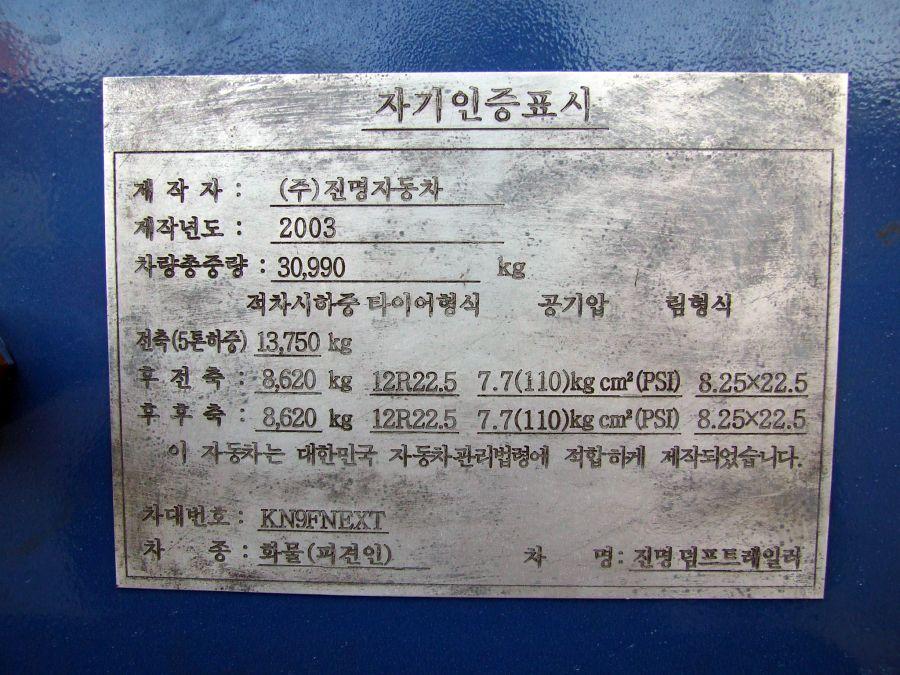 자기인증표시
제 작 자 : (주)진명자동차
제작년도 : 2003
차량총중량 : 30,990 kg
적차시하중 타이어형식 공기압 림형식
전축(5톤하중) 13,750 kg
후 전 축 : 8,620 kg 12R22.5 7.7(110)kg cm²(PSI) 8.25×22.5
후 후 축 : 8,620 kg 12R22.5 7.7(110)kg cm²(PSI) 8.25×22.5
이 자동차는 대한민국 자동차관리법령에 적합하게 제작되었습니다.
차대번호 : KN9FNEXT
차 종 : 화물(피견인) 차 명 : 진명덤프트레일러